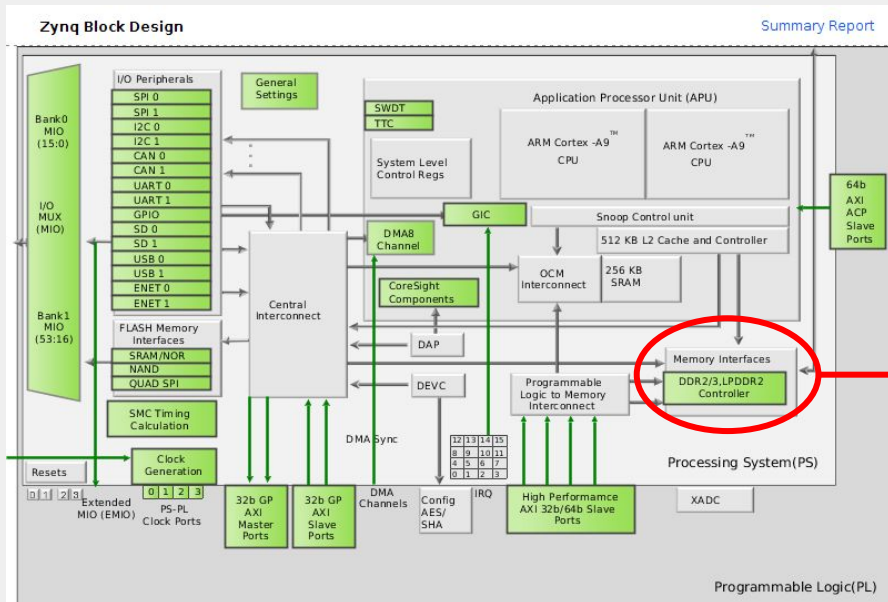 Zynq Block Design
Summary Report
Bank0
MIO
(15:0)
I/O
MUX
(MIO)
Bank1
MIO
(53:16)
I/O Peripherals
SPI 0
SPI 1
I2C 0
I2C 1
CAN 0
CAN 1
UART 0
UART 1
GPIO
SD 0
SD 1
USB 0
USB 1
ENET 0
ENET 1
FLASH Memory
Interfaces
SRAM/NOR
NAND
QUAD SPI
SMC Timing
Calculation
General
Settings
Application Processor Unit (APU)
SWDT
TTC
System Level
Control Regs
ARM Cortex -A9™
CPU
ARM Cortex -A9™
CPU
GIC
Snoop Control unit
512 KB L2 Cache and Controller
DMA8
Channel
OCM
Interconnect
256 KB
SRAM
CoreSight
Components
Central
Interconnect
DAP
DEVC
Programmable
Logic to Memory
Interconnect
Memory Interfaces
DDR2/3,LPDDR2
Controller
64b
AXI
ACP
Slave
Ports
DMA Sync
12 13 14 15
8 9 10 11
4 5 6 7
0 1 2 3
Processing System(PS)
Resets
0 1 2 3
Clock
Generation
0 1 2 3
Extended
MIO (EMIO)
PS-PL
Clock Ports
32b GP
AXI
Master
Ports
32b GP
AXI
Slave
Ports
DMA
Channels
Config
AES/
SHA
IRQ
High Performamce
AXI 32b/64b Slave
Ports
XADC
Programmable Logic(PL)